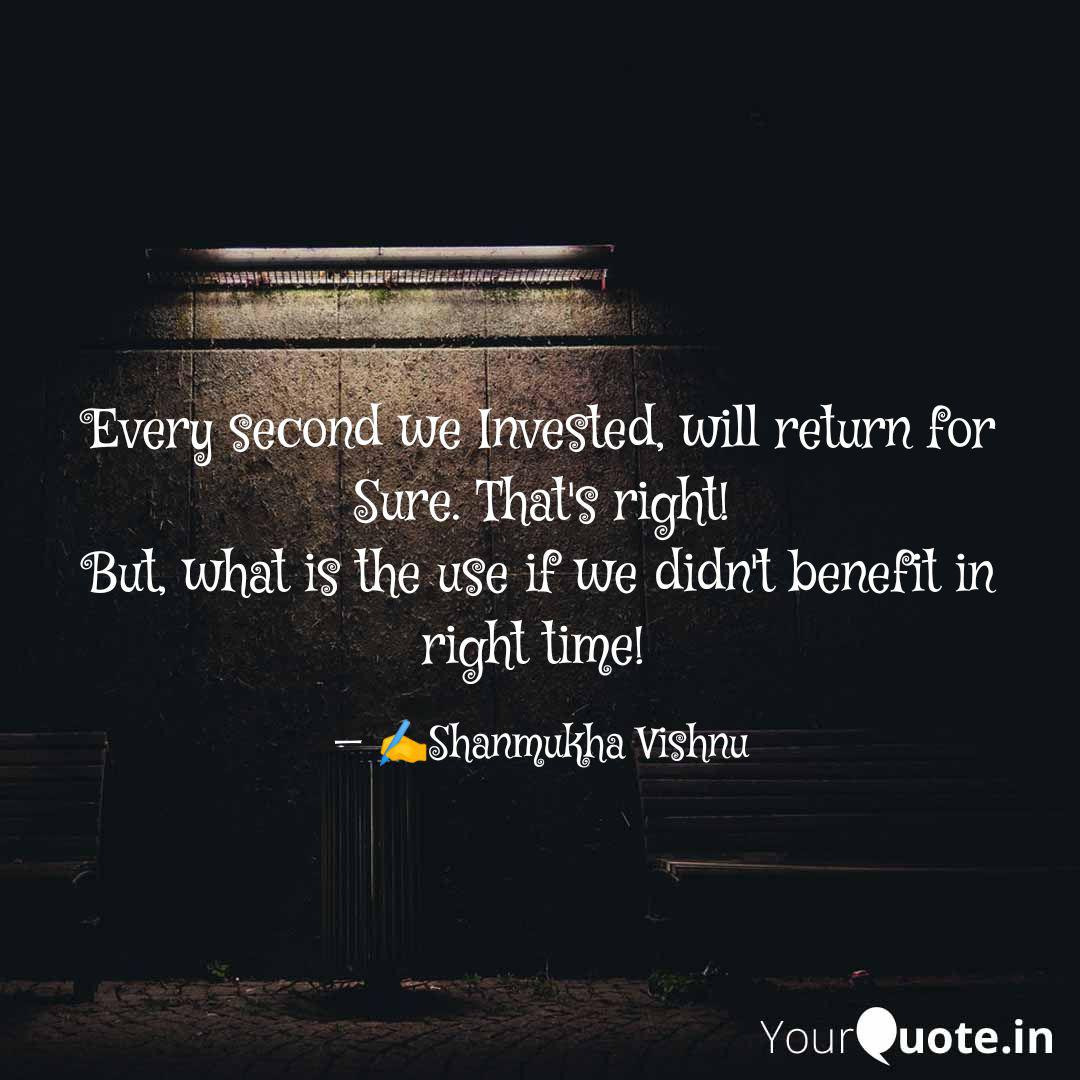 Every second we Invested, will return for
Sure. That's right!
But, what is the use if we didn't benefit in
right time!
– ✍Shanmukha Vishnu
YourQuote.in